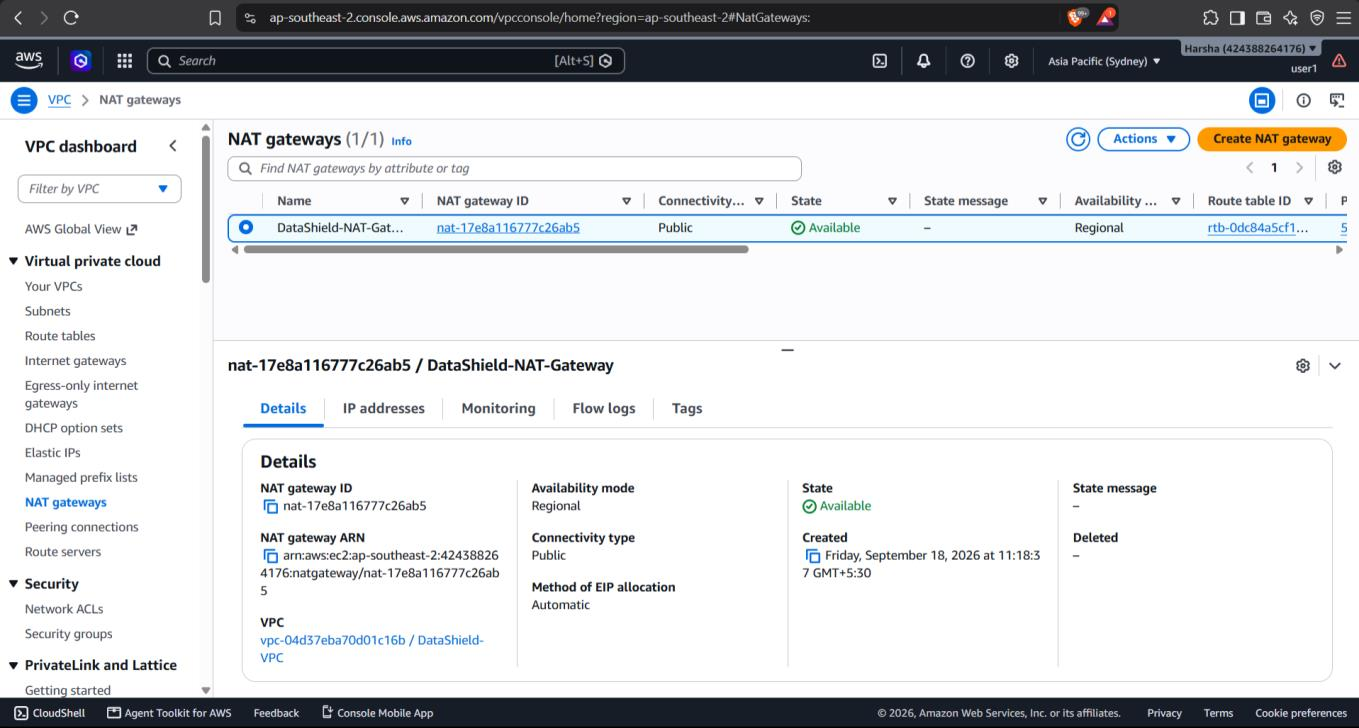 ap-southeast-2.console.aws.amazon.com/vpcconsole/home?region=ap-southeast-2#NatGateways:
99+
1
aws
Search
[Alt+S]
Asia Pacific (Sydney)
Harsha (424388264176)
user1
VPC
NAT gateways
VPC dashboard
Filter by VPC
AWS Global View
Virtual private cloud
Your VPCs
Subnets
Route tables
Internet gateways
Egress-only internet
gateways
DHCP option sets
Elastic IPs
Managed prefix lists
NAT gateways
Peering connections
Route servers
Security
Network ACLs
Security groups
PrivateLink and Lattice
Getting started
NAT gateways (1/1) Info
Actions
Create NAT gateway
Find NAT gateways by attribute or tag
1
Name NAT gateway ID Connectivity... State State message Availability ... Route table ID P
DataShield-NAT-Gat... nat-17e8a116777c26ab5 Public Available – Regional rtb-0dc84a5cf1... 5
nat-17e8a116777c26ab5 / DataShield-NAT-Gateway
Details IP addresses Monitoring Flow logs Tags
Details
NAT gateway ID
nat-17e8a116777c26ab5
NAT gateway ARN
arn:aws:ec2:ap-southeast-2:42438826
4176:natgateway/nat-17e8a116777c26ab
5
VPC
vpc-04d37eba70d01c16b / DataShield-
VPC
Availability mode
Regional
Connectivity type
Public
Method of EIP allocation
Automatic
State
Available
Created
Friday, September 18, 2026 at 11:18:3
7 GMT+5:30
State message
–
Deleted
–
CloudShell Agent Toolkit for AWS Feedback Console Mobile App © 2026, Amazon Web Services, Inc. or its affiliates. Privacy Terms Cookie preferences